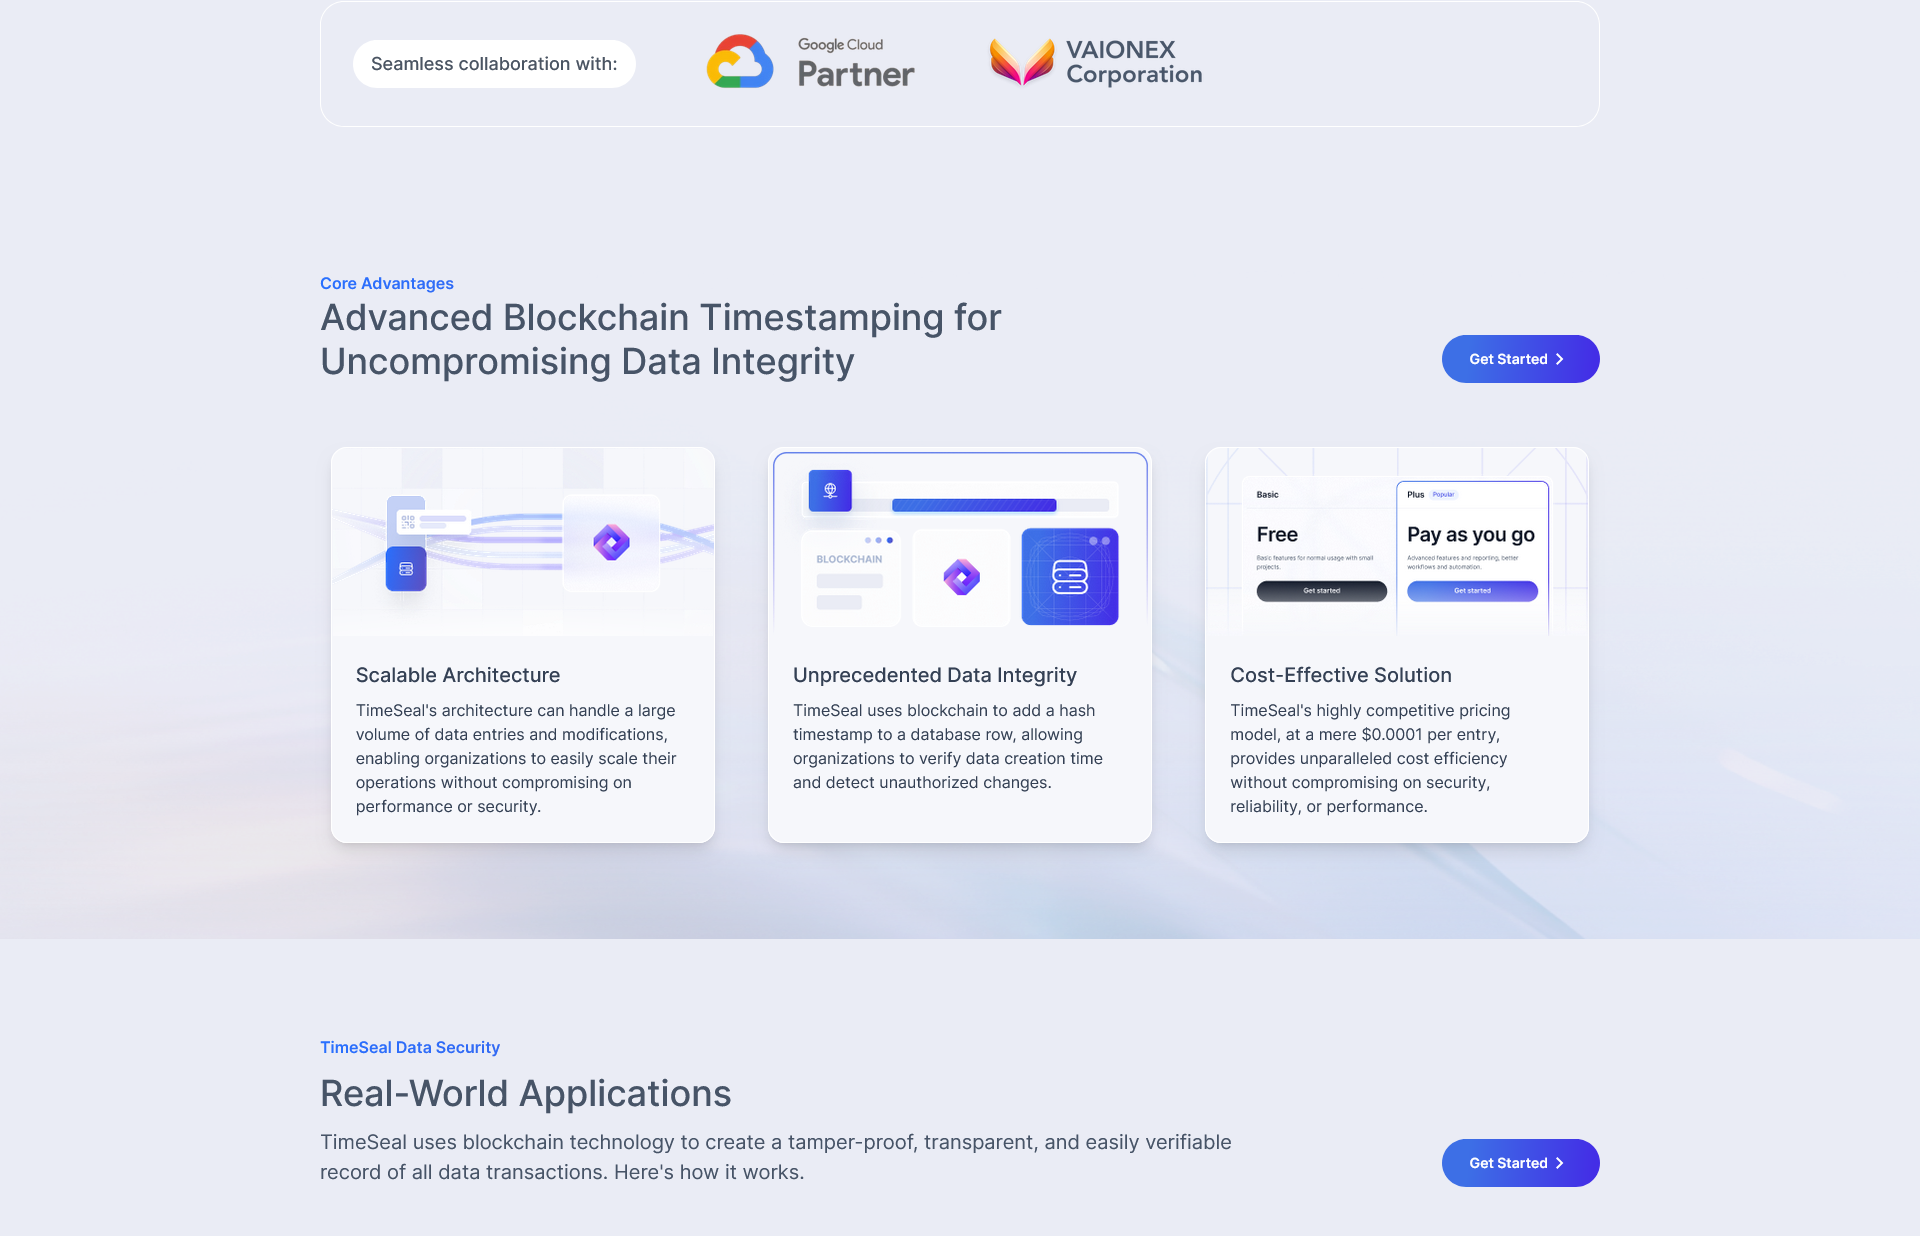 Seamless collaboration with:
Google Cloud
Partner
VAIONEX
Corporation
Core Advantages
Advanced Blockchain Timestamping for
Uncompromising Data Integrity
Get Started
Scalable Architecture
TimeSeal's architecture can handle a large
volume of data entries and modifications,
enabling organizations to easily scale their
operations without compromising on
performance or security.
BLOCKCHAIN
Unprecedented Data Integrity
TimeSeal uses blockchain to add a hash
timestamp to a database row, allowing
organizations to verify data creation time
and detect unauthorized changes.
Basic
Free
Basic features for normal usage with small
projects.
Get started
Plus Popular
Pay as you go
Advanced features and reporting, better
workflows and automation.
Get started
Cost-Effective Solution
TimeSeal's highly competitive pricing
model, at a mere $0.0001 per entry,
provides unparalleled cost efficiency
without compromising on security,
reliability, or performance.
TimeSeal Data Security
Real-World Applications
TimeSeal uses blockchain technology to create a tamper-proof, transparent, and easily verifiable
record of all data transactions. Here's how it works.
Get Started